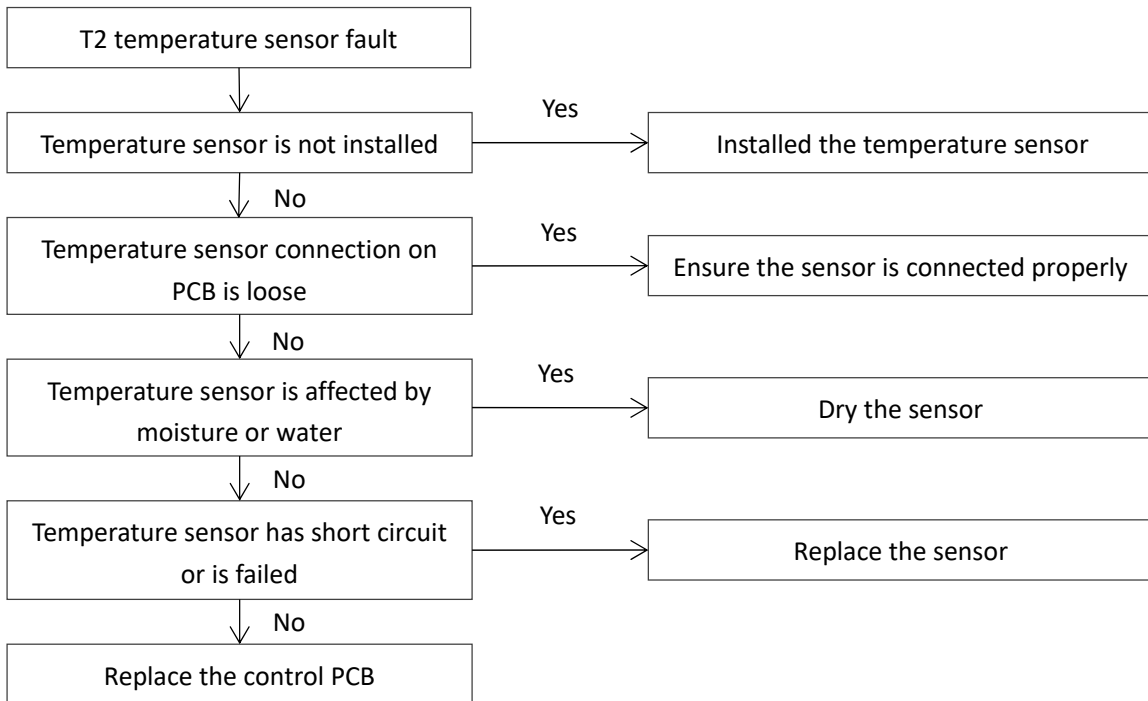 T2 temperature sensor fault
Yes
Temperature sensor is not installed
Installed the temperature sensor
No
Yes
Temperature sensor connection on
PCB is loose
Ensure the sensor is connected properly
No
Yes
Temperature sensor is affected by
moisture or water
Dry the sensor
No
Yes
Temperature sensor has short circuit
or is failed
Replace the sensor
No
Replace the control PCB